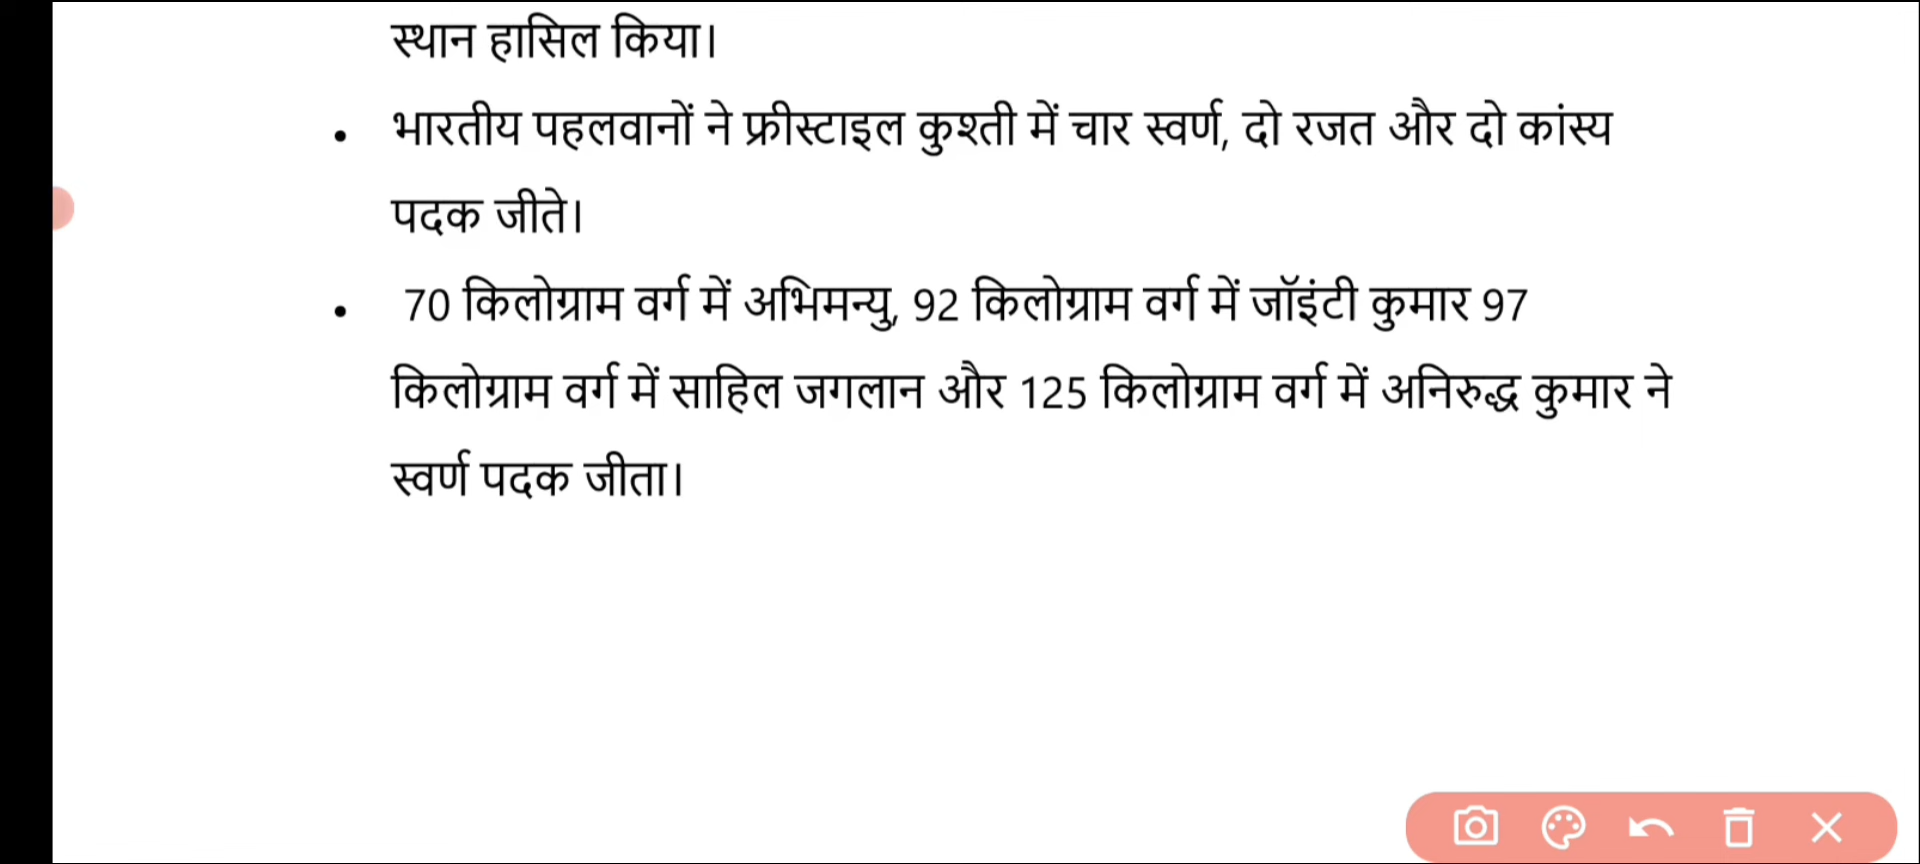 स्थान हासिल किया।
• भारतीय पहलवानों ने फ्रीस्टाइल कुश्ती में चार स्वर्ण, दो रजत और दो कांस्य
पदक जीते।
• 70 किलोग्राम वर्ग में अभिमन्यु, 92 किलोग्राम वर्ग में जॉइंटी कुमार 97
किलोग्राम वर्ग में साहिल जगलान और 125 किलोग्राम वर्ग में अनिरुद्ध कुमार ने
स्वर्ण पदक जीता।